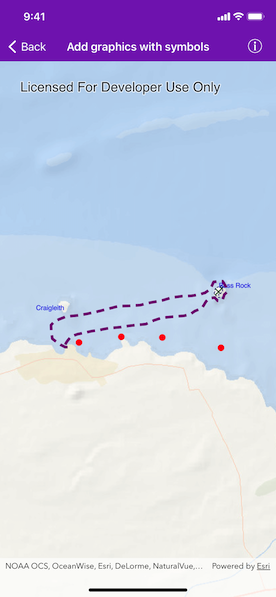 9:41
Back
Add graphics with symbols
Licensed For Developer Use Only
Bass Rock
Craigleith
NOAA OCS, OceanWise, Esri, DeLorme, NaturalVue,...
Powered by Esri